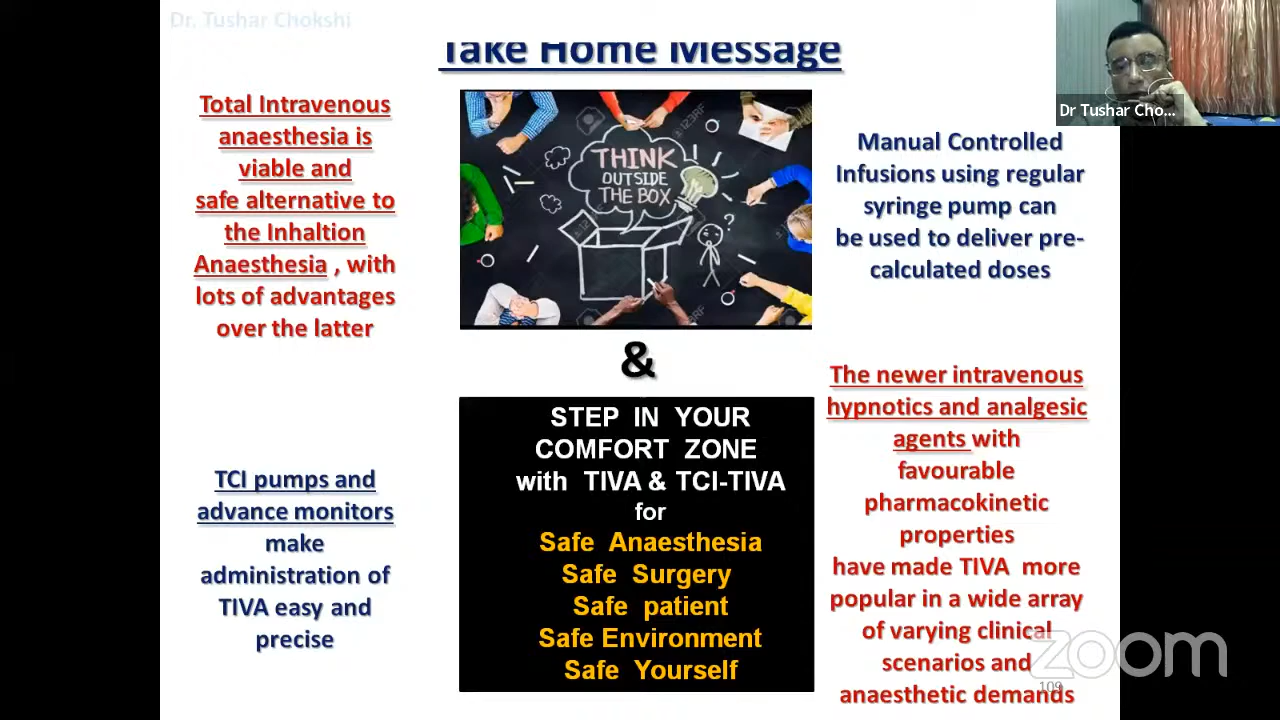 Dr. Tushar Chokshi
Take Home Message
Total Intravenous
anaesthesia is
viable and
safe alternative to
the Inhaltion
Anaesthesia , with
lots of advantages
over the latter
TCI pumps and
advance monitors
make
administration of
TIVA easy and
precise
THINK
OUTSIDE
THE BOX
?
123RF
&
STEP IN YOUR
COMFORT ZONE
with TIVA & TCI-TIVA
for
Safe Anaesthesia
Safe Surgery
Safe patient
Safe Environment
Safe Yourself
Dr Tushar Cho...
Manual Controlled
Infusions using regular
syringe pump can
be used to deliver pre-
calculated doses
The newer intravenous
hypnotics and analgesic
agents with
favourable
pharmacokinetic
properties
have made TIVA more
popular in a wide array
of varying clinical
scenarios and
anaesthetic demands
109
zoom